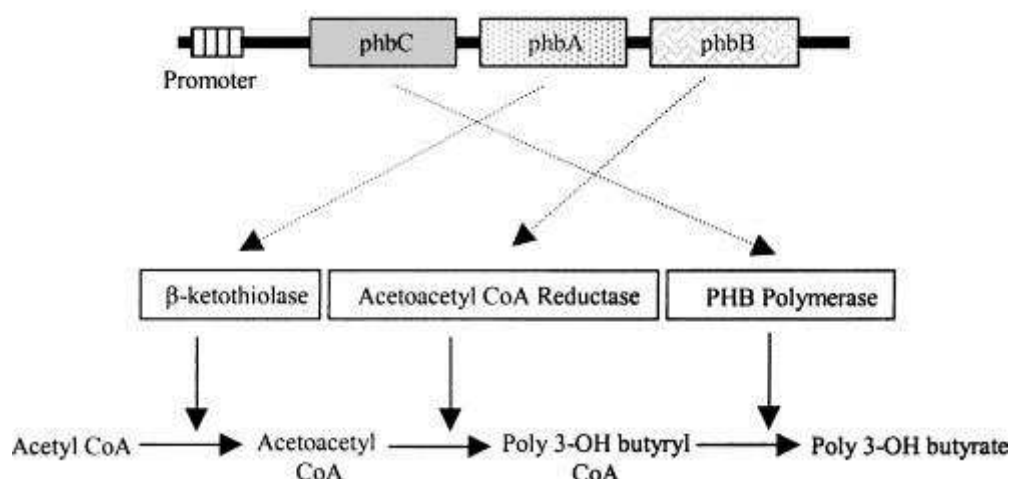 phbC phbA phbB
Promoter
β-ketothiolase Acetoacetyl CoA Reductase PHB Polymerase
Acetyl CoA Acetoacetyl CoA Poly 3-OH butyryl CoA Poly 3-OH butyrate